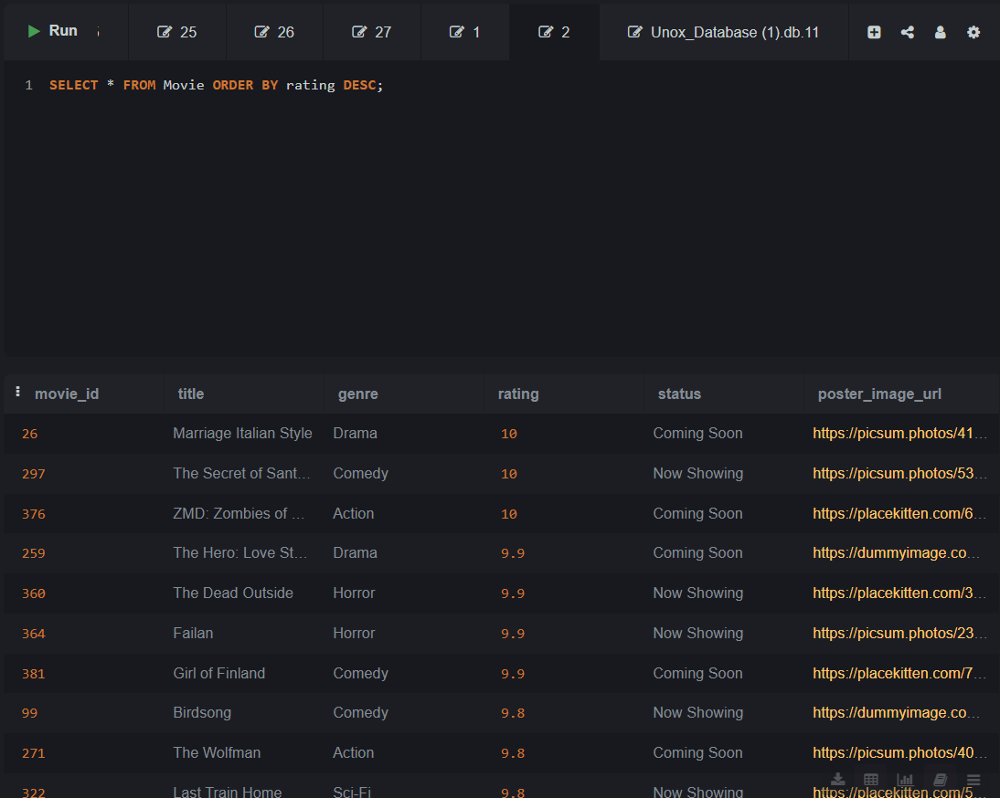 Run 25 26 27 1 2 Unox_Database (1).db.11
1 SELECT * FROM Movie ORDER BY rating DESC;
movie_id title genre rating status poster_image_url
26 Marriage Italian Style Drama 10 Coming Soon https://picsum.photos/41...
297 The Secret of Sant... Comedy 10 Now Showing https://picsum.photos/53...
376 ZMD: Zombies of ... Action 10 Coming Soon https://placekitten.com/6...
259 The Hero: Love St... Drama 9.9 Coming Soon https://dummyimage.co...
360 The Dead Outside Horror 9.9 Now Showing https://placekitten.com/3...
364 Failan Horror 9.9 Now Showing https://picsum.photos/23...
381 Girl of Finland Comedy 9.9 Coming Soon https://placekitten.com/7...
99 Birdsong Comedy 9.8 Now Showing https://dummyimage.co...
271 The Wolfman Action 9.8 Coming Soon https://picsum.photos/40...
322 Last Train Home Sci-Fi 9.8 Now Showing https://placekitten.com/5...